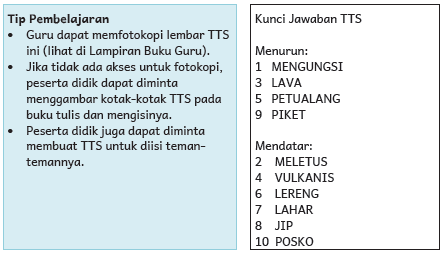 Tip Pembelajaran
• Guru dapat memfotokopi lembar TTS
ini (lihat di Lampiran Buku Guru).
• Jika tidak ada akses untuk fotokopi,
peserta didik dapat diminta
menggambar kotak-kotak TTS pada
buku tulis dan mengisinya.
• Peserta didik juga dapat diminta
membuat TTS untuk diisi teman-
temannya.
Kunci Jawaban TTS
Menurun:
1 MENGUNGSI
3 LAVA
5 PETUALANG
9 PIKET
Mendatar:
2 MELETUS
4 VULKANIS
6 LERENG
7 LAHAR
8 JIP
10 POSKO